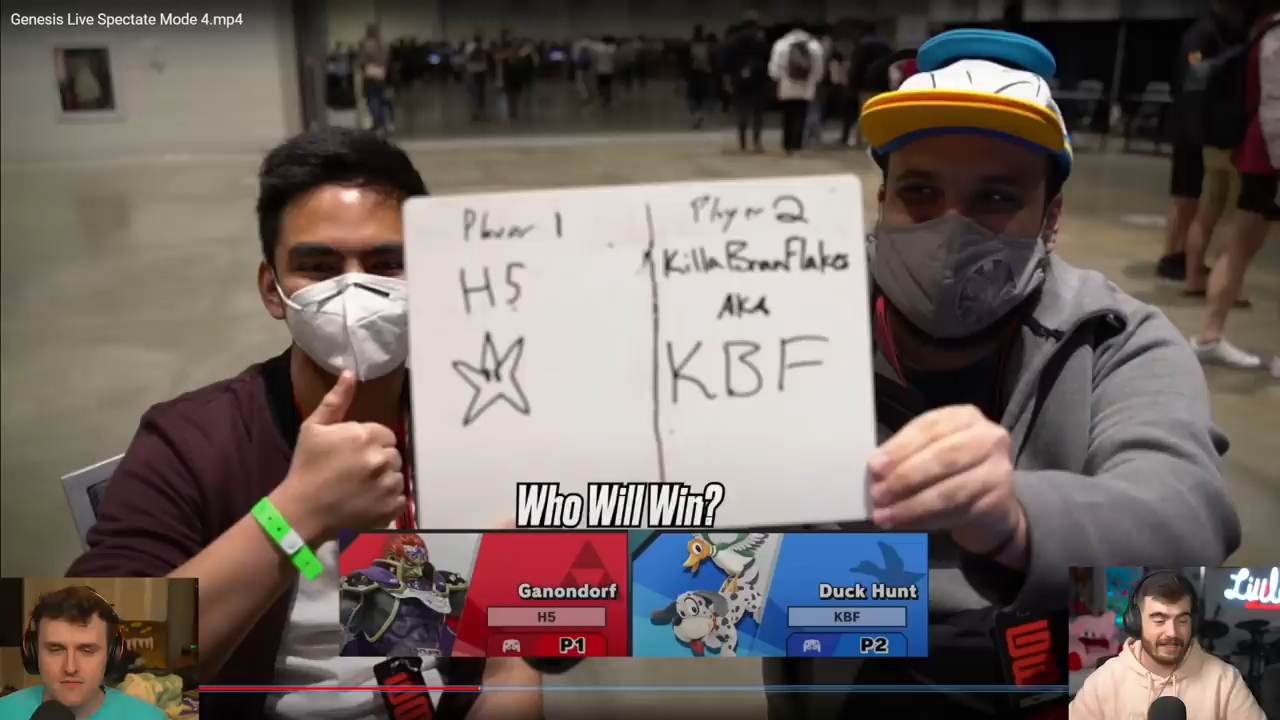 Genesis Live Spectate Mode 4.mp4
Player 1
Player 2
H5
KillaBranFlakes
AKA
KBF
Who Will Win?
Ganondorf
H5
P1
Duck Hunt
KBF
P2